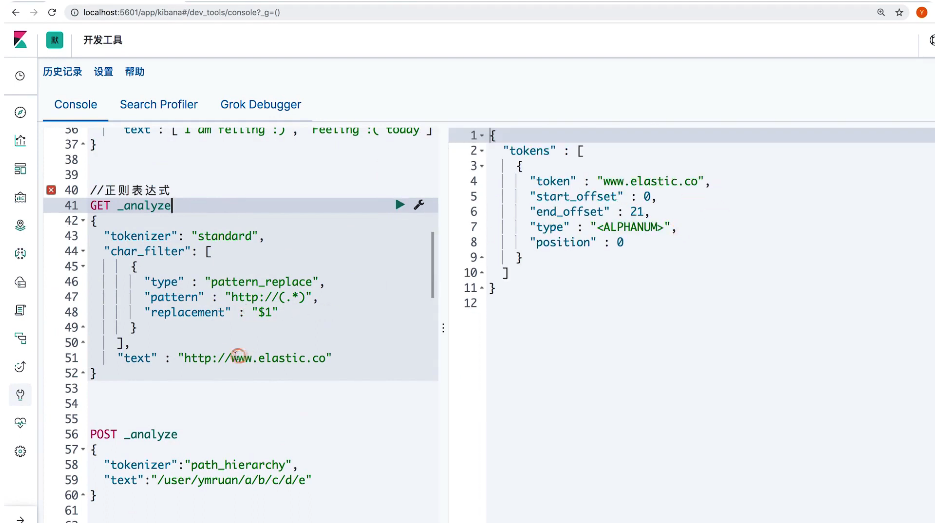 localhost:5601/app/kibana#/dev_tools/console?_g=()
Y
默
开发工具
历史记录 设置 帮助
Console Search Profiler Grok Debugger
36 "text": ["I am felling :)", "Feeling :( today"]
37 }
38
39
40 //正则表达式
41 GET _analyze
42 {
43 "tokenizer": "standard",
44 "char_filter": [
45 {
46 "type" : "pattern_replace",
47 "pattern" : "http://(.*)",
48 "replacement" : "$1"
49 }
50 ],
51 "text" : "http://www.elastic.co"
52 }
53
54
55
56 POST _analyze
57 {
58 "tokenizer":"path_hierarchy",
59 "text":"/user/ymruan/a/b/c/d/e"
60 }
61
62
1 {
2 "tokens" : [
3 {
4 "token" : "www.elastic.co",
5 "start_offset" : 0,
6 "end_offset" : 21,
7 "type" : "<ALPHANUM>",
8 "position" : 0
9 }
10 ]
11 }
12